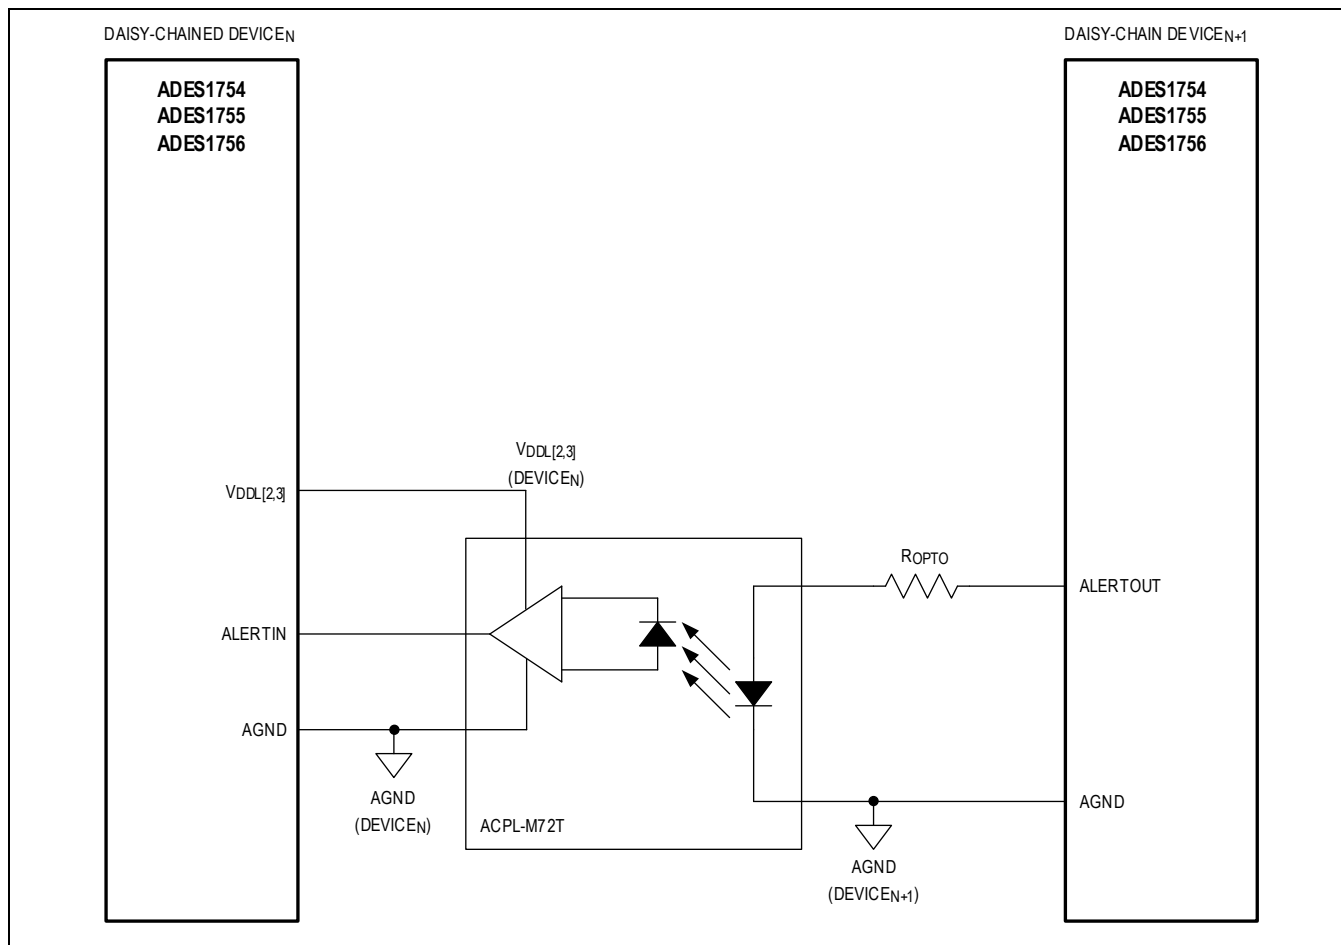 DAISY-CHAINED DEVICEN
DAISY-CHAIN DEVICEN+1
ADES1754
ADES1755
ADES1756
ADES1754
ADES1755
ADES1756
VDDL[2,3]
(DEVICEN)
VDDL[2,3]
ROPTO
ALERTOUT
ALERTIN
AGND
AGND
(DEVICEN)
ACPL-M72T
AGND
AGND
(DEVICEN+1)